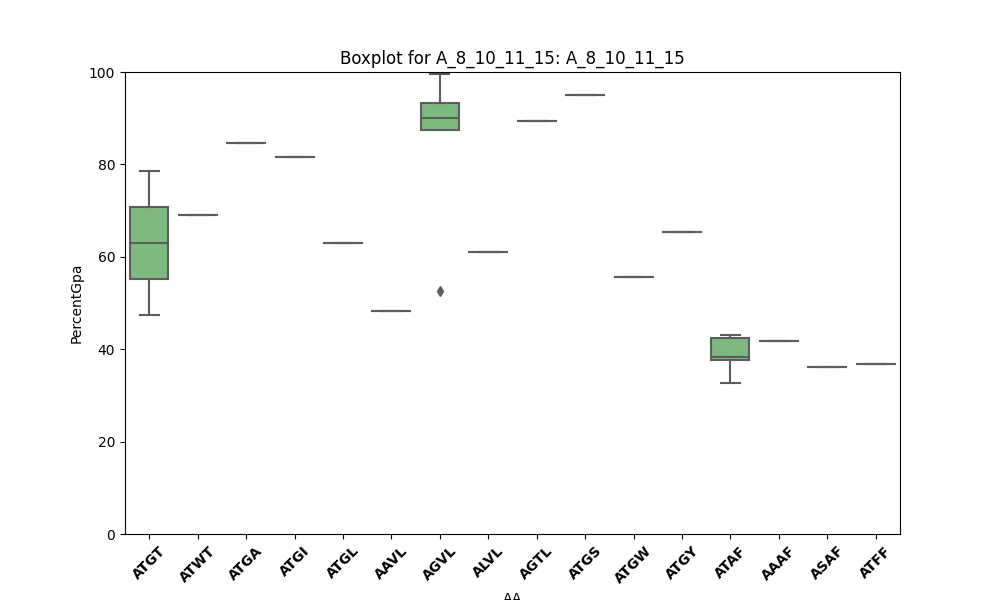 Boxplot for A_8_10_11_15: A_8_10_11_15
PercentGpa
100
80
60
40
20
0
ATGT ATWT ATGA ATGI ATGL AAVL AGVL ALVL AGTL ATGS ATGW ATGY ATAF AAAF ASAF ATFF
AA